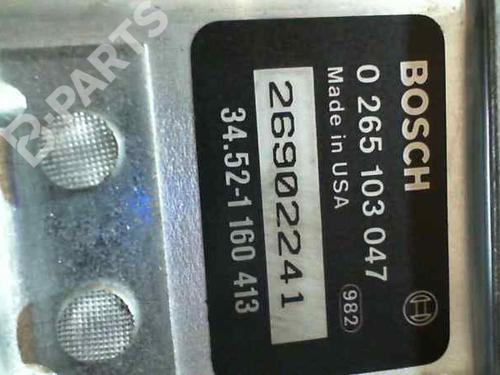 BOSCH
0 265 103 047
Made in USA
982
26902241
34.52-1 160 413
B-PARTS